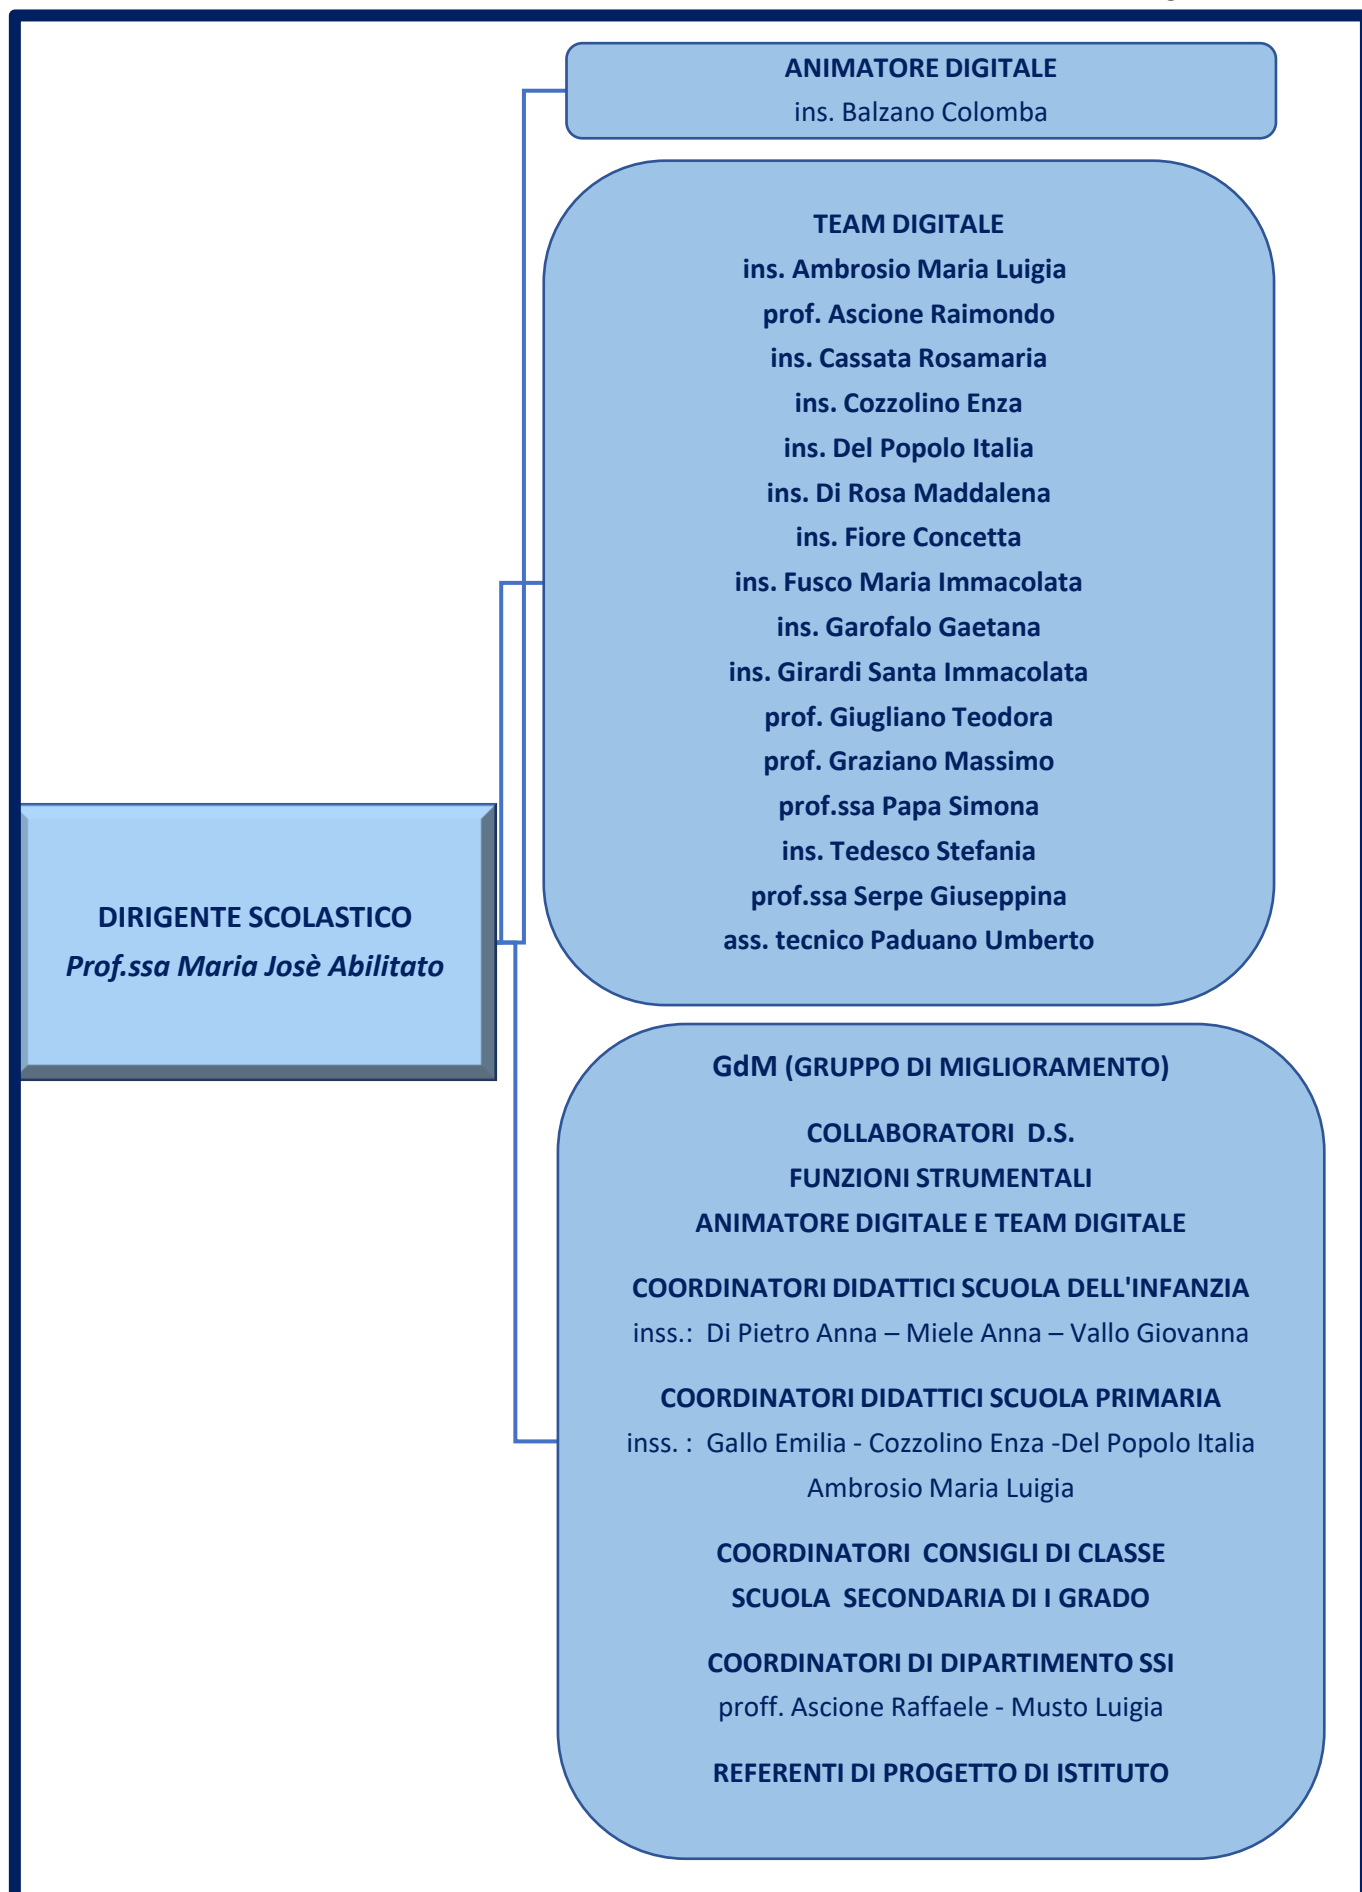 ANIMATORE DIGITALE
ins. Balzano Colomba
TEAM DIGITALE
ins. Ambrosio Maria Luigia
prof. Ascione Raimondo
ins. Cassata Rosamaria
ins. Cozzolino Enza
ins. Del Popolo Italia
ins. Di Rosa Maddalena
ins. Fiore Concetta
ins. Fusco Maria Immacolata
ins. Garofalo Gaetana
ins. Girardi Santa Immacolata
prof. Giugliano Teodora
prof. Graziano Massimo
prof.ssa Papa Simona
ins. Tedesco Stefania
prof.ssa Serpe Giuseppina
ass. tecnico Paduano Umberto
DIRIGENTE SCOLASTICO
Prof.ssa Maria Josè Abilitato
GdM (GRUPPO DI MIGLIORAMENTO)
COLLABORATORI  D.S.
FUNZIONI STRUMENTALI
ANIMATORE DIGITALE E TEAM DIGITALE
COORDINATORI DIDATTICI SCUOLA DELL'INFANZIA
inss.:  Di Pietro Anna – Miele Anna – Vallo Giovanna
COORDINATORI DIDATTICI SCUOLA PRIMARIA
inss. :  Gallo Emilia - Cozzolino Enza -Del Popolo Italia
Ambrosio Maria Luigia
COORDINATORI  CONSIGLI DI CLASSE
SCUOLA  SECONDARIA DI I GRADO
COORDINATORI DI DIPARTIMENTO SSI
proff. Ascione Raffaele - Musto Luigia
REFERENTI DI PROGETTO DI ISTITUTO